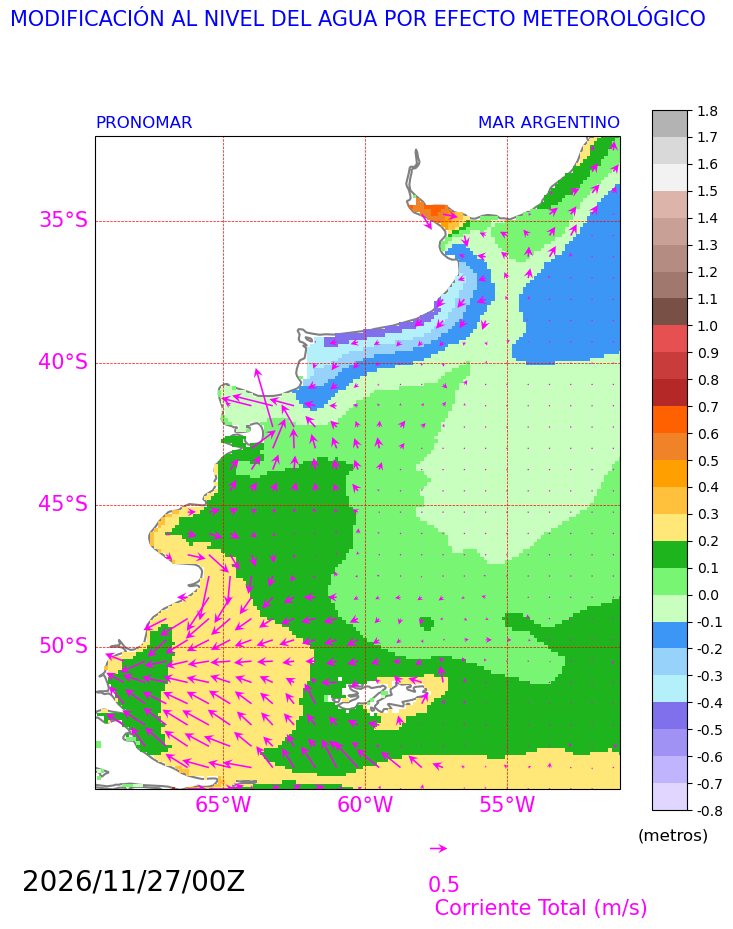 MODIFICACIÓN AL NIVEL DEL AGUA POR EFECTO METEOROLÓGICO
PRONOMAR MAR ARGENTINO
35°S
40°S
45°S
50°S
65°W 60°W 55°W
1.8
1.7
1.6
1.5
1.4
1.3
1.2
1.1
1.0
0.9
0.8
0.7
0.6
0.5
0.4
0.3
0.2
0.1
0.0
-0.1
-0.2
-0.3
-0.4
-0.5
-0.6
-0.7
-0.8
(metros)
2026/11/27/00Z
0.5
Corriente Total (m/s)